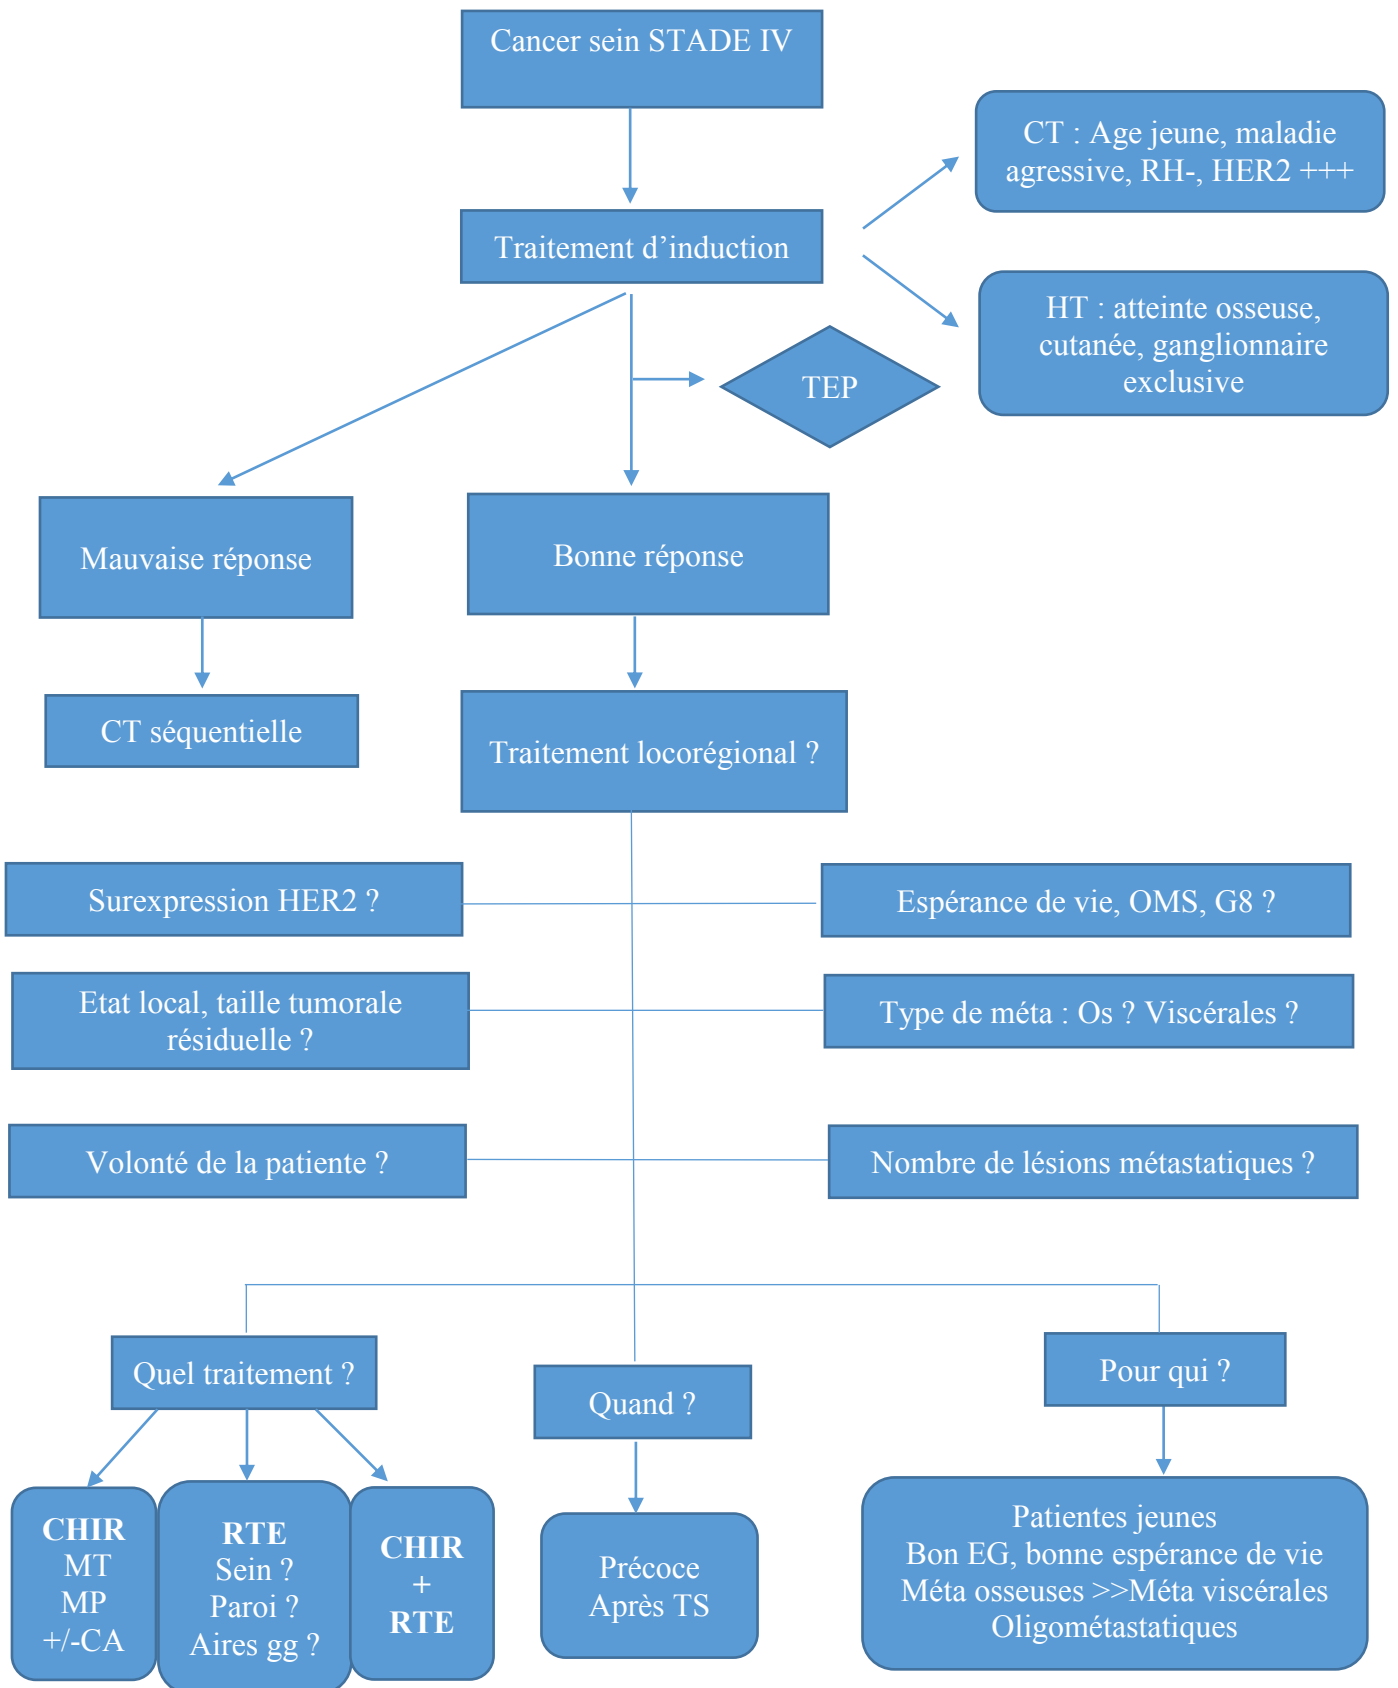 Cancer sein STADE IV
CT : Age jeune, maladie
agressive, RH-, HER2 +++
Traitement d’induction
HT : atteinte osseuse,
cutanée, ganglionnaire
exclusive
TEP
Mauvaise réponse
Bonne réponse
CT séquentielle
Traitement locorégional ?
Surexpression HER2 ?
Espérance de vie, OMS, G8 ?
Etat local, taille tumorale
résiduelle ?
Type de méta : Os ? Viscérales ?
Volonté de la patiente ?
Nombre de lésions métastatiques ?
Quel traitement ?
Quand ?
Pour qui ?
CHIR
MT
MP
+/-CA
RTE
Sein ?
Paroi ?
Aires gg ?
CHIR
+
RTE
Précoce
Après TS
Patientes jeunes
Bon EG, bonne espérance de vie
Méta osseuses >>Méta viscérales
Oligométastatiques